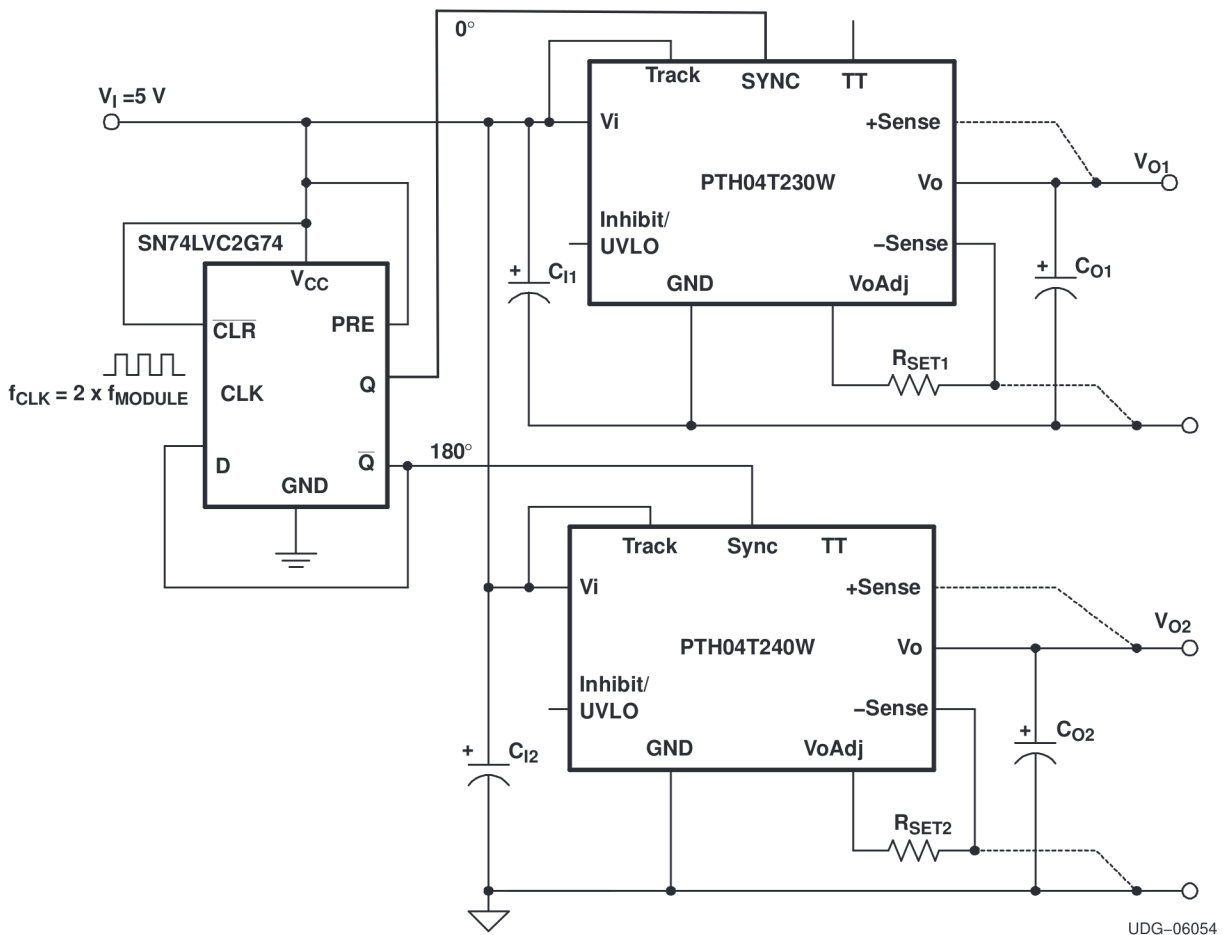 0°
Track
SYNC
TT
V_I =5 V
Vi
+Sense
V_O1
PTH04T230W
Vo
Inhibit/
UVLO
–Sense
SN74LVC2G74
V_CC
+
C_I1
GND
VoAdj
+
C_O1
CLR
PRE
R_SET1
f_CLK = 2 x f_MODULE
CLK
Q
D
Q
180°
GND
Track
Sync
TT
Vi
+Sense
V_O2
PTH04T240W
Vo
Inhibit/
UVLO
–Sense
+
C_I2
GND
VoAdj
+
C_O2
R_SET2
UDG–06054